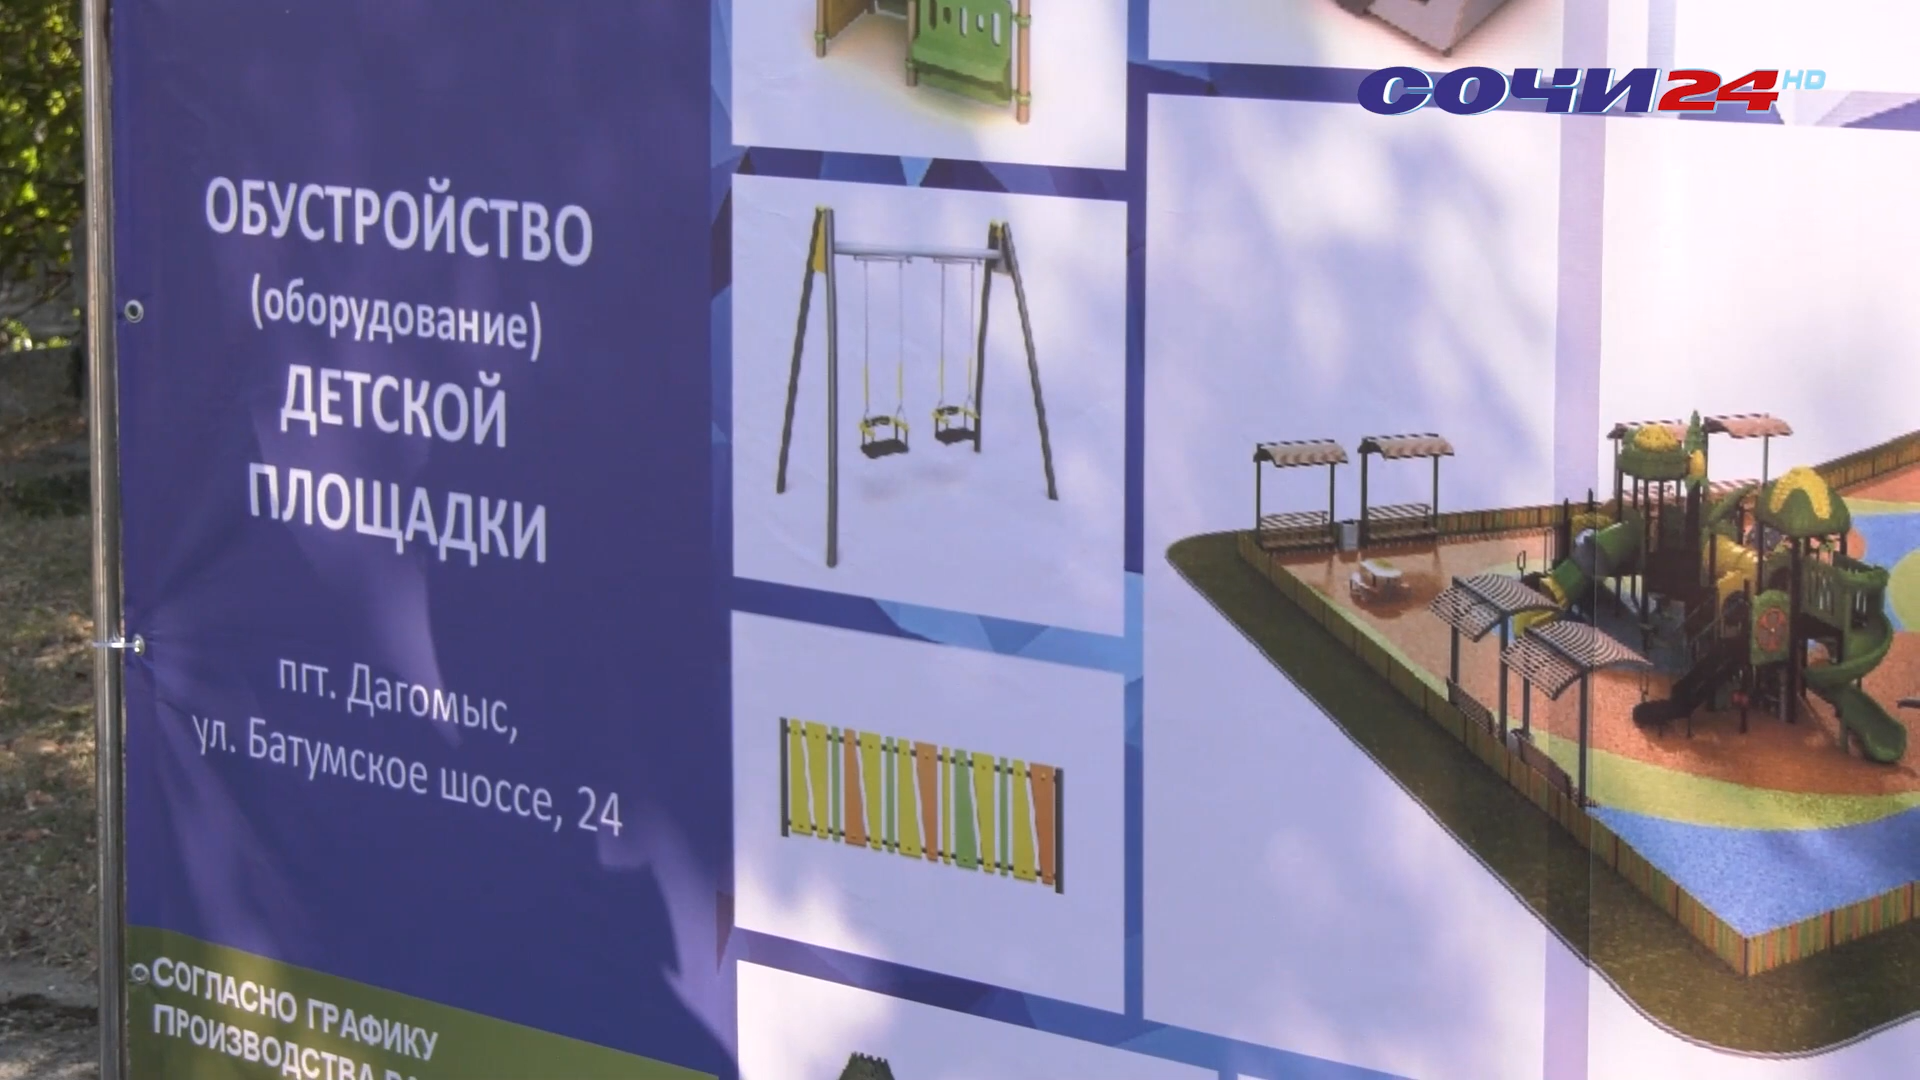 СОЧИ24 HD
ОБУСТРОЙСТВО
(оборудование)
ДЕТСКОЙ
ПЛОЩАДКИ
пгт. Дагомыс,
ул. Батумское шоссе, 24
СОГЛАСНО ГРАФИКУ
ПРОИЗВОДСТВА